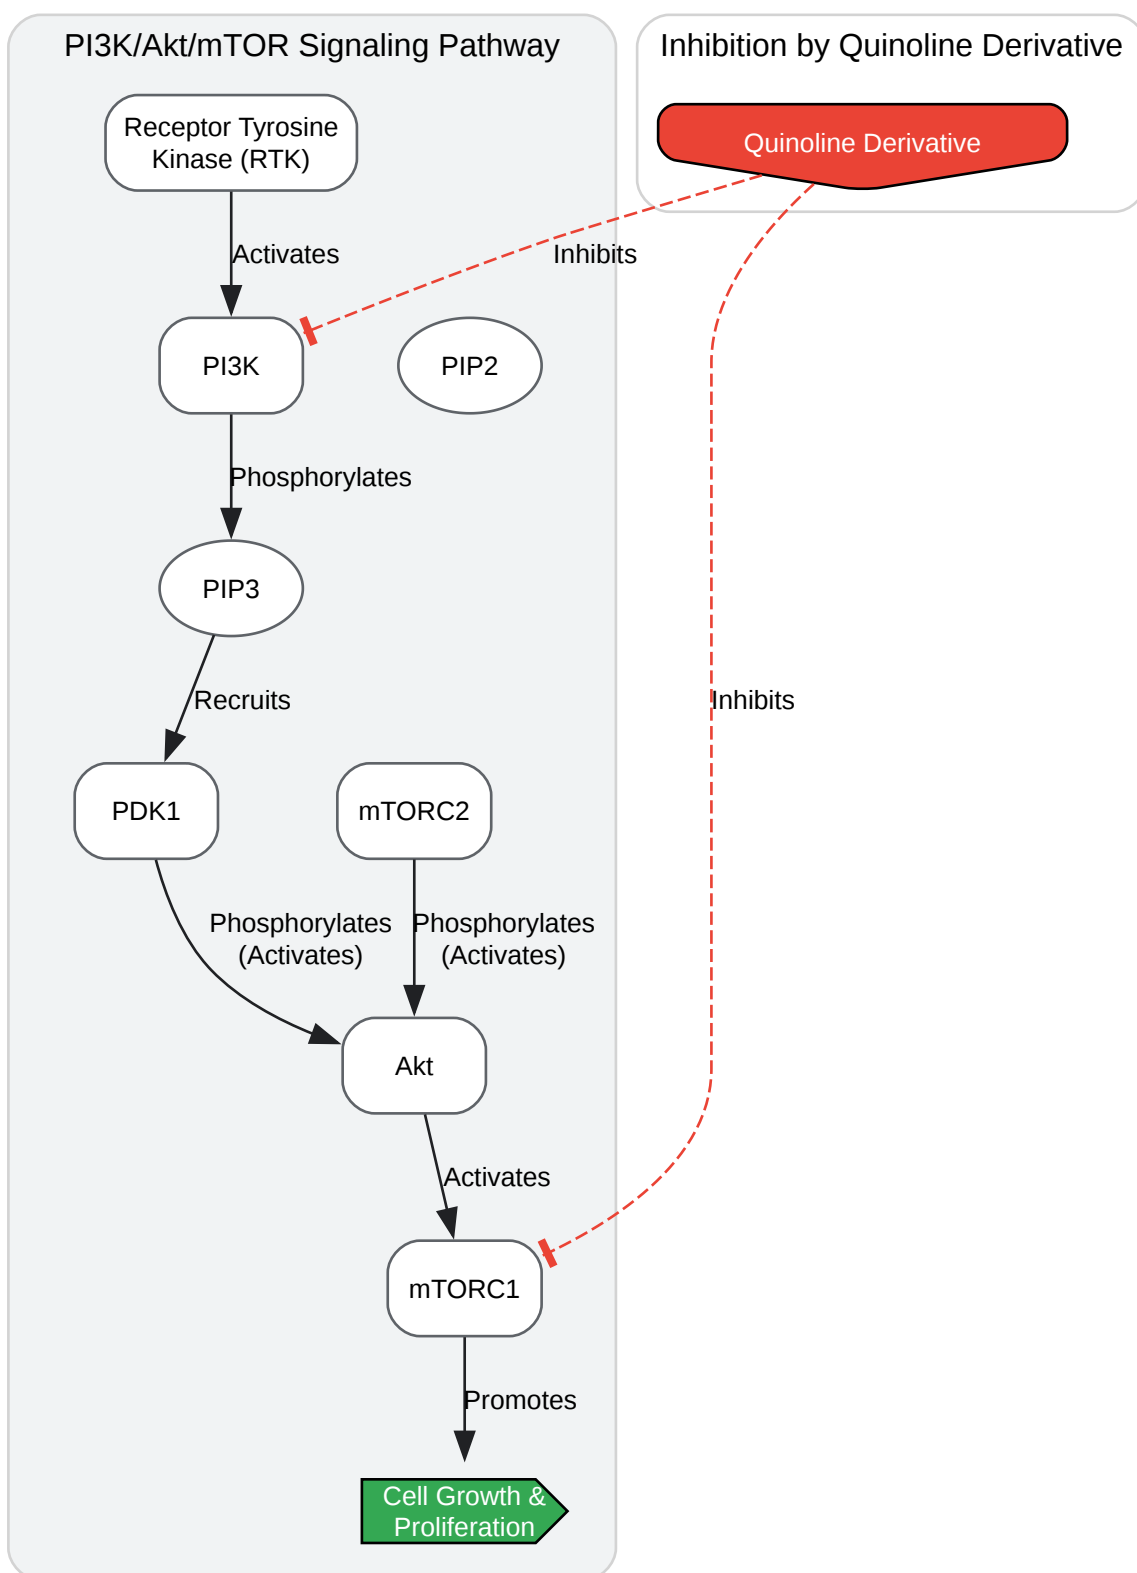 PI3K/Akt/mTOR Signaling Pathway
Inhibition by Quinoline Derivative
Receptor Tyrosine
Kinase (RTK)
Quinoline Derivative
Activates
Inhibits
PI3K
PIP2
Phosphorylates
PIP3
Recruits
Inhibits
PDK1
mTORC2
Phosphorylates
(Activates)
Phosphorylates
(Activates)
Akt
Activates
mTORC1
Promotes
Cell Growth &
Proliferation